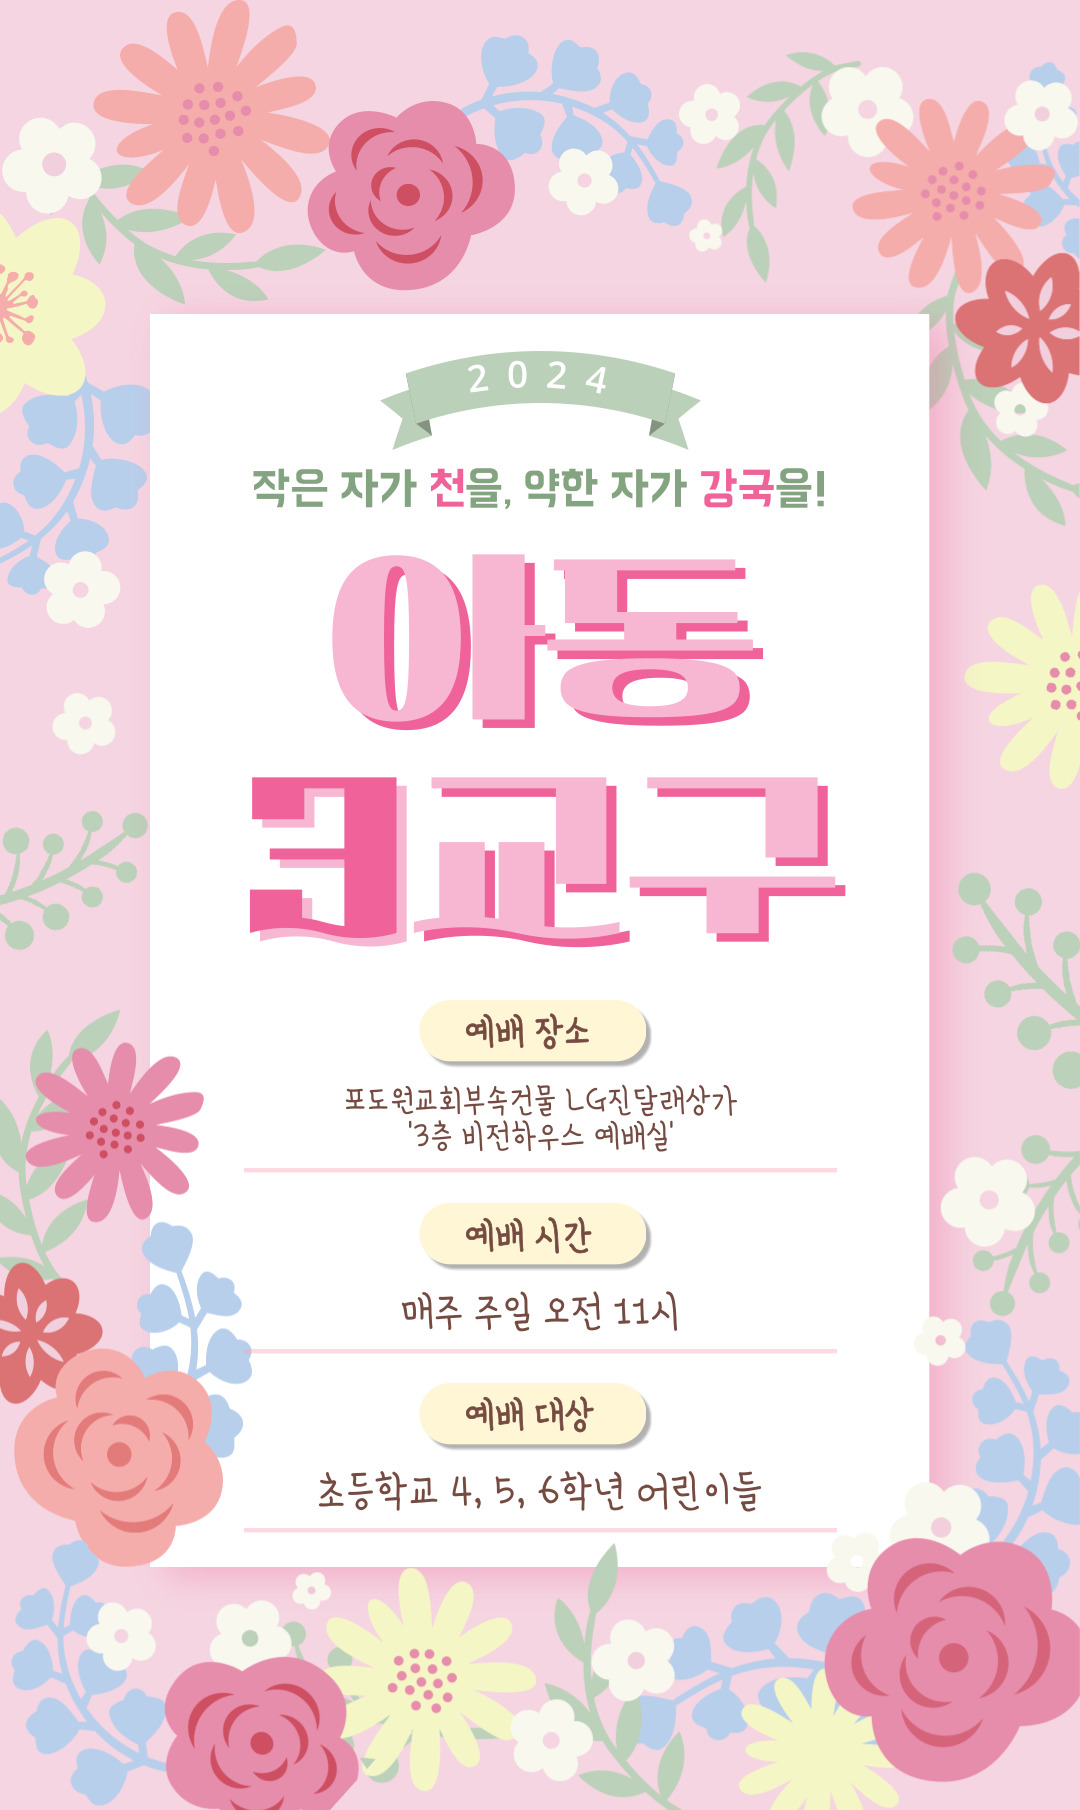 2024
작은 자가 천을, 약한 자가 강국을!
아동
3교구
예배 장소
포도원교회부속건물 LG진달래상가
'3층 비전하우스 예배실'
예배 시간
매주 주일 오전 11시
예배 대상
초등학교 4, 5, 6학년 어린이들